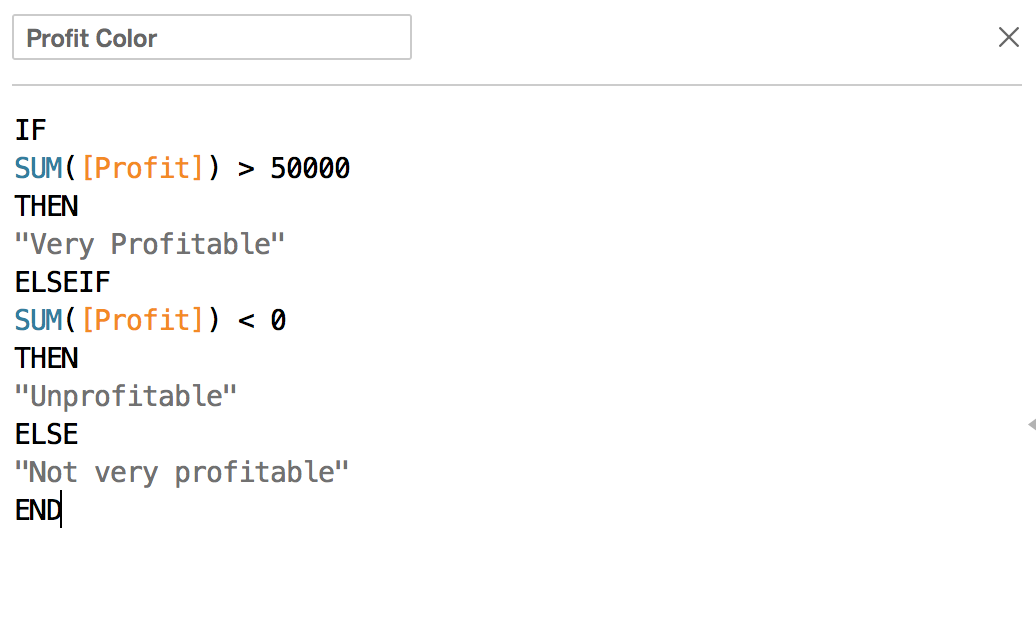 Profit Color
IF
SUM([Profit]) > 50000
THEN
"Very Profitable"
ELSEIF
SUM([Profit]) < 0
THEN
"Unprofitable"
ELSE
"Not very profitable"
END